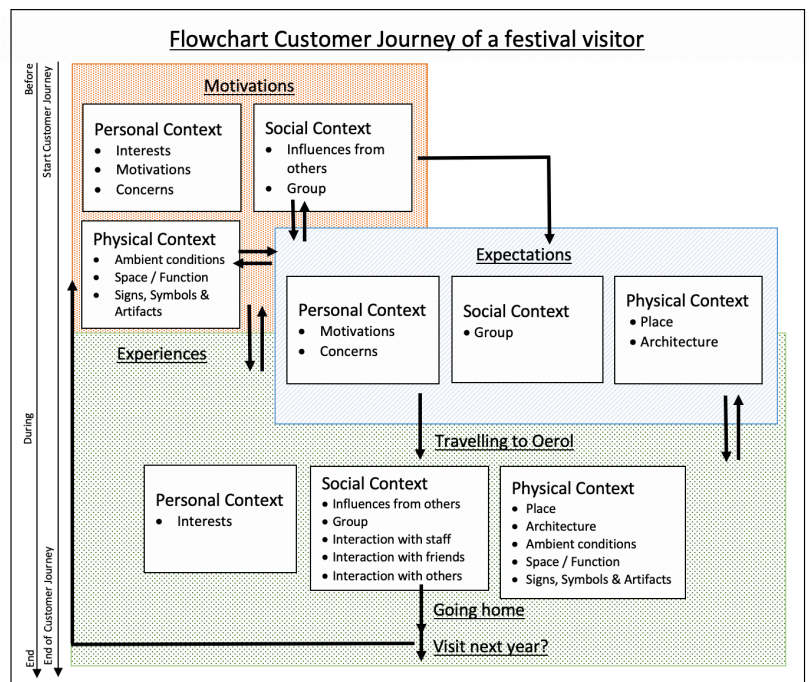 Flowchart Customer Journey of a festival visitor
Before
Start Customer Journey
Motivations
Personal Context
• Interests
• Motivations
• Concerns
Social Context
• Influences from
others
• Group
Physical Context
• Ambient conditions
• Space / Function
• Signs, Symbols &
Artifacts
Expectations
Personal Context
• Motivations
• Concerns
Social Context
• Group
Physical Context
• Place
• Architecture
Experiences
During
Travelling to Oerol
Personal Context
• Interests
Social Context
• Influences from others
• Group
• Interaction with staff
• Interaction with friends
• Interaction with others
Physical Context
• Place
• Architecture
• Ambient conditions
• Space / Function
• Signs, Symbols & Artifacts
Going home
Visit next year?
End
End of Customer Journey